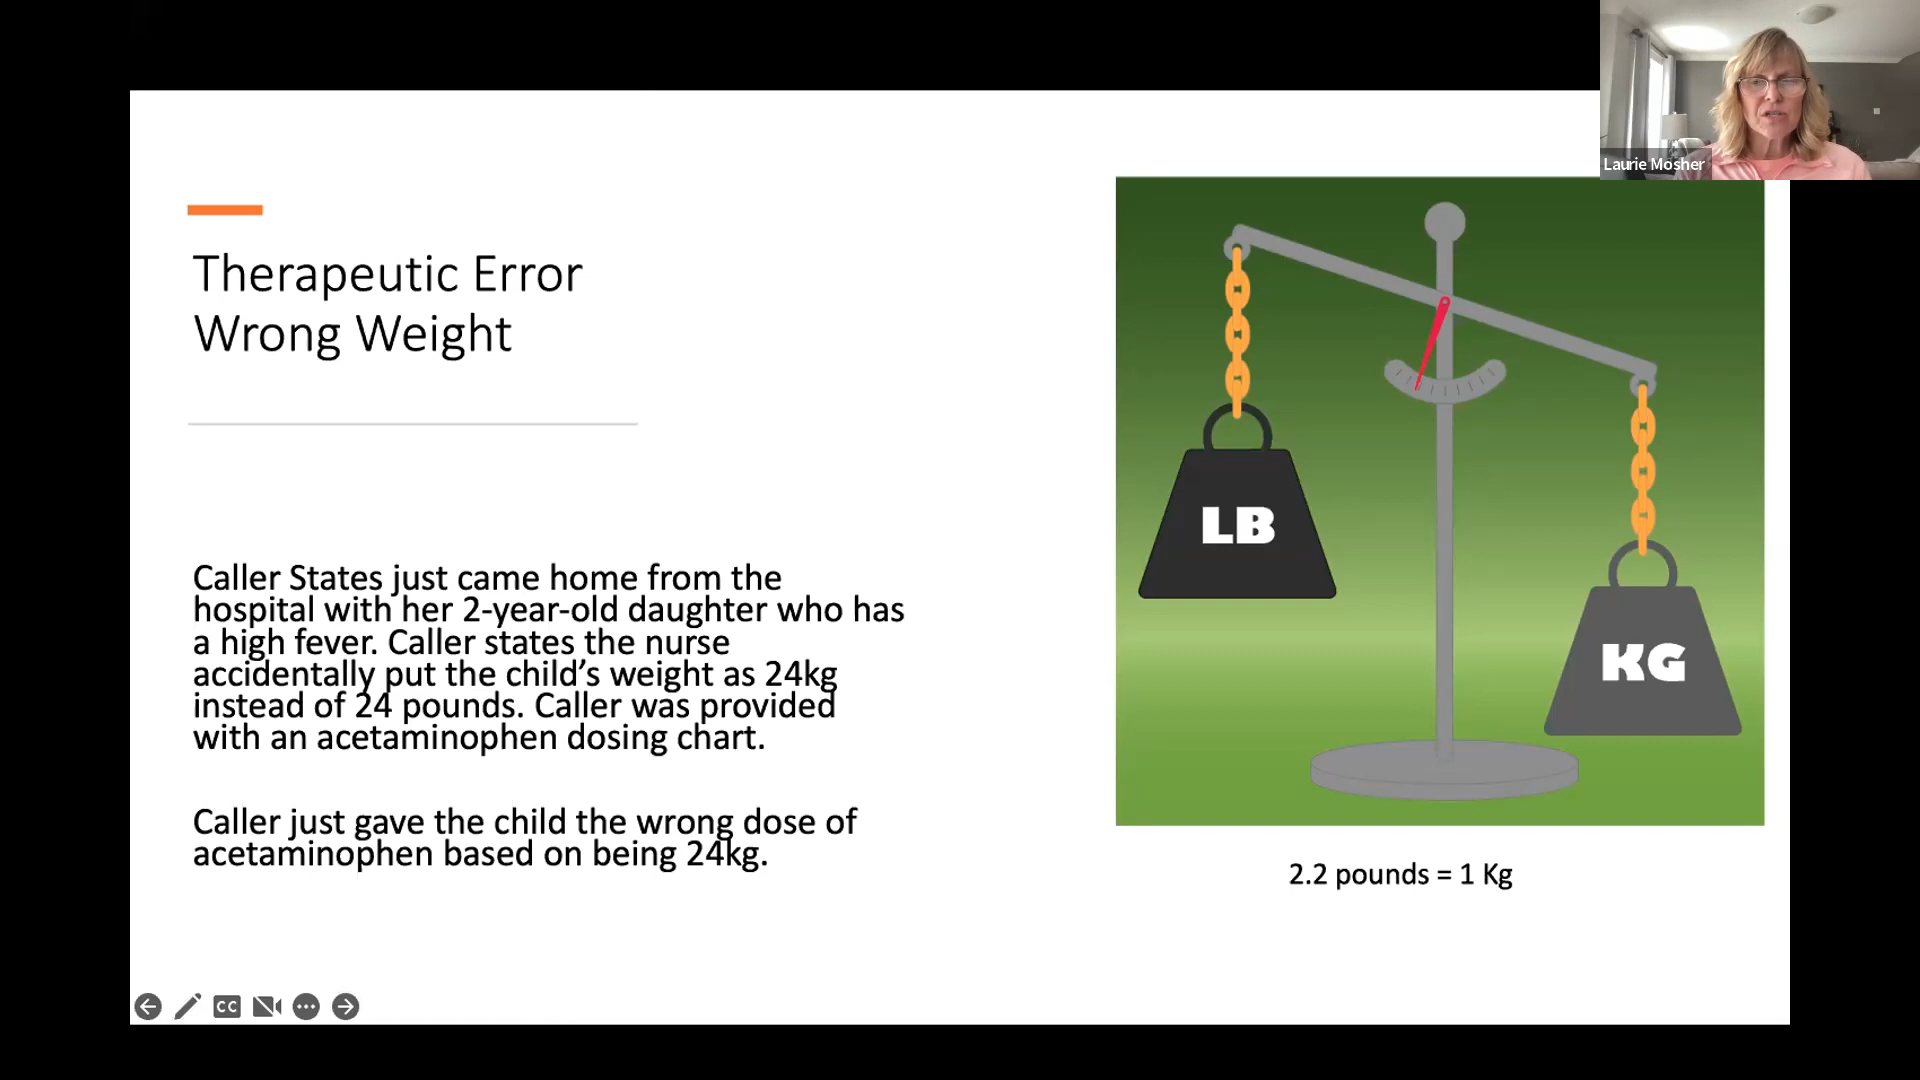 Laurie Mosher
Therapeutic Error
Wrong Weight
Caller States just came home from the
hospital with her 2-year-old daughter who has
a high fever. Caller states the nurse
accidentally put the child’s weight as 24kg
instead of 24 pounds. Caller was provided
with an acetaminophen dosing chart.
Caller just gave the child the wrong dose of
acetaminophen based on being 24kg.
LB
KG
2.2 pounds = 1 Kg
CC